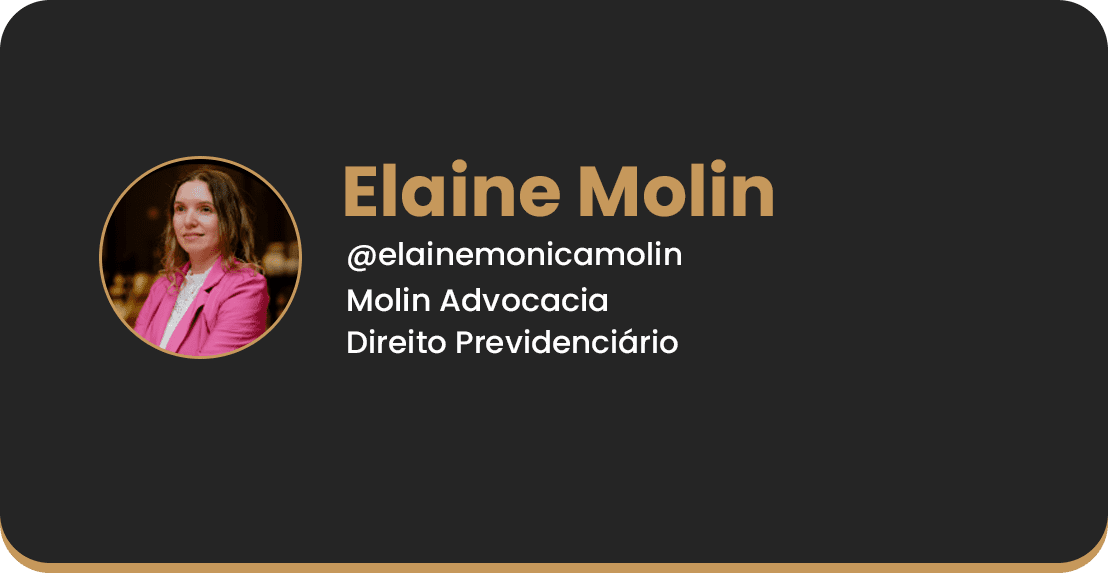 Elaine Molin
@elainemonicamolin
Molin Advocacia
Direito Previdenciário